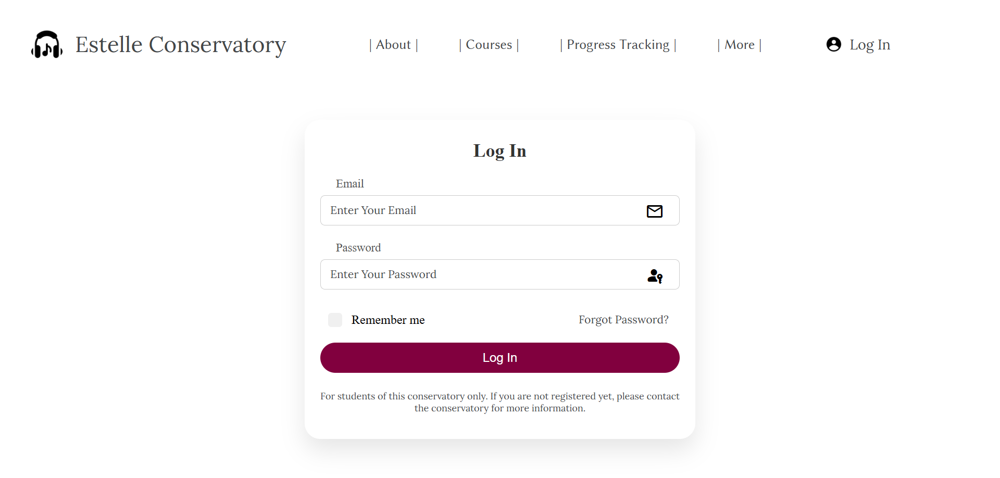 Estelle Conservatory | About | | Courses | | Progress Tracking | | More | Log In
Log In
Email
Enter Your Email
Password
Enter Your Password
Remember me Forgot Password?
Log In
For students of this conservatory only. If you are not registered yet, please contact
the conservatory for more information.